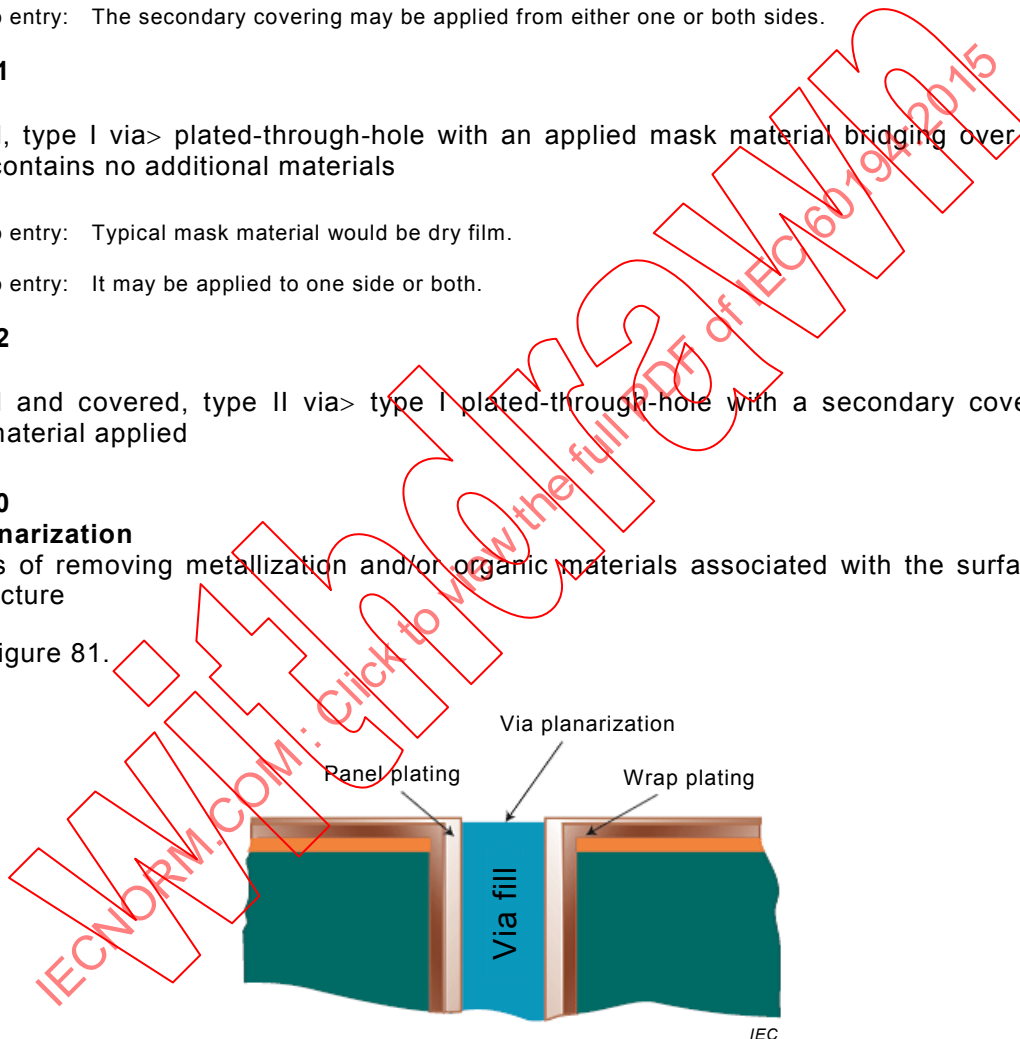 o entry: The secondary covering may be applied from either one or both sides.
1
l, type I via> plated-through-hole with an applied mask material bridging over
contains no additional materials
o entry: Typical mask material would be dry film.
o entry: It may be applied to one side or both.
2
d and covered, type II via> type I plated-through-hole with a secondary cove
material applied
0
narization
s of removing metallization and/or organic materials associated with the surfa
cture
igure 81.
Via planarization
Panel plating
Wrap plating
Via fill
IEC
Withdrawn
IECNORM.COM : Click to view the full PDF of IEC 60194:2015